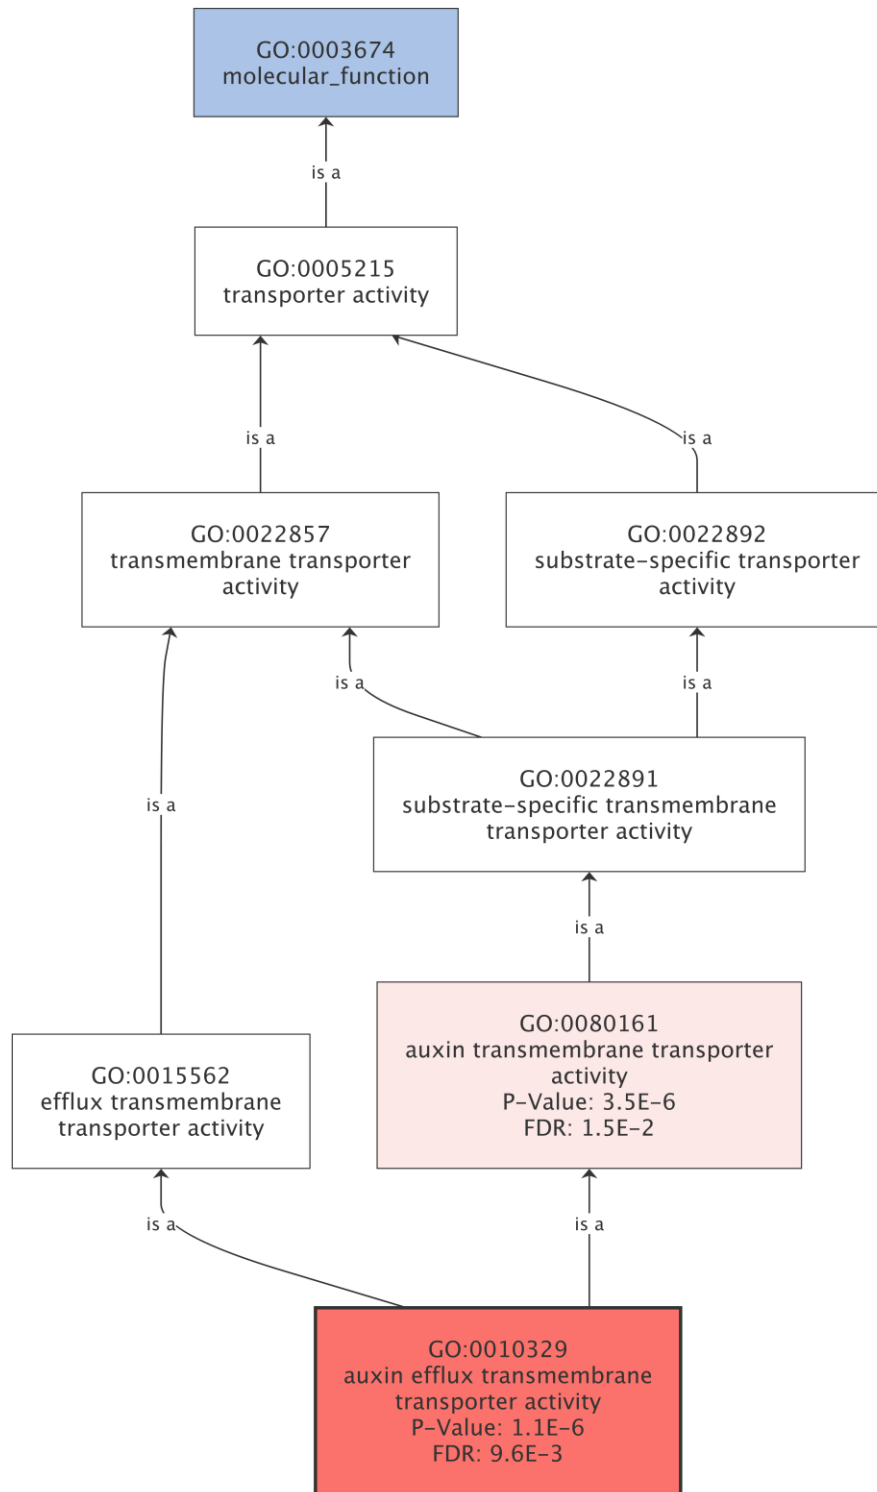 GO:0003674
molecular_function
is a
GO:0005215
transporter activity
is a
is a
GO:0022857
transmembrane transporter
activity
GO:0022892
substrate-specific transporter
activity
is a
is a
GO:0022891
substrate-specific transmembrane
transporter activity
is a
is a
GO:0015562
efflux transmembrane
transporter activity
GO:0080161
auxin transmembrane transporter
activity
P-Value: 3.5E-6
FDR: 1.5E-2
is a
is a
GO:0010329
auxin efflux transmembrane
transporter activity
P-Value: 1.1E-6
FDR: 9.6E-3